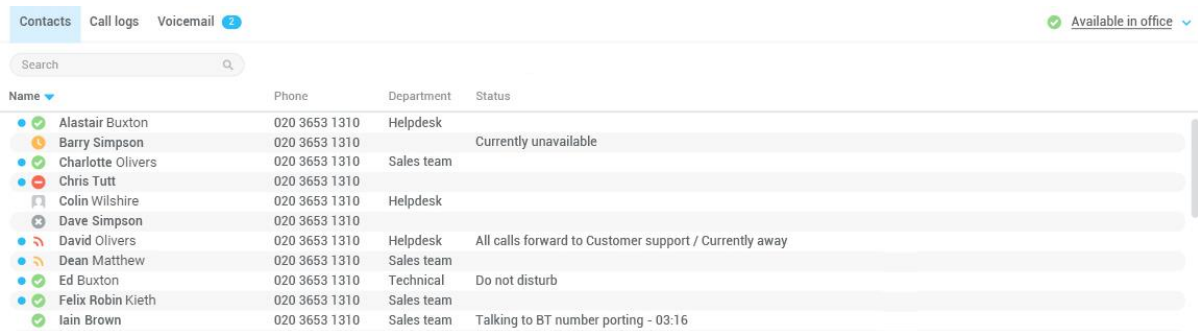 Contacts Call logs Voicemail 2 Available in office
Search
Name Phone Department Status
Alastair Buxton 020 3653 1310 Helpdesk
Barry Simpson 020 3653 1310 Currently unavailable
Charlotte Olivers 020 3653 1310 Sales team
Chris Tutt 020 3653 1310
Colin Wilshire 020 3653 1310 Helpdesk
Dave Simpson 020 3653 1310
David Olivers 020 3653 1310 Helpdesk All calls forward to Customer support / Currently away
Dean Matthew 020 3653 1310 Sales team
Ed Buxton 020 3653 1310 Technical Do not disturb
Felix Robin Kieth 020 3653 1310 Sales team
Iain Brown 020 3653 1310 Sales team Talking to BT number porting - 03:16